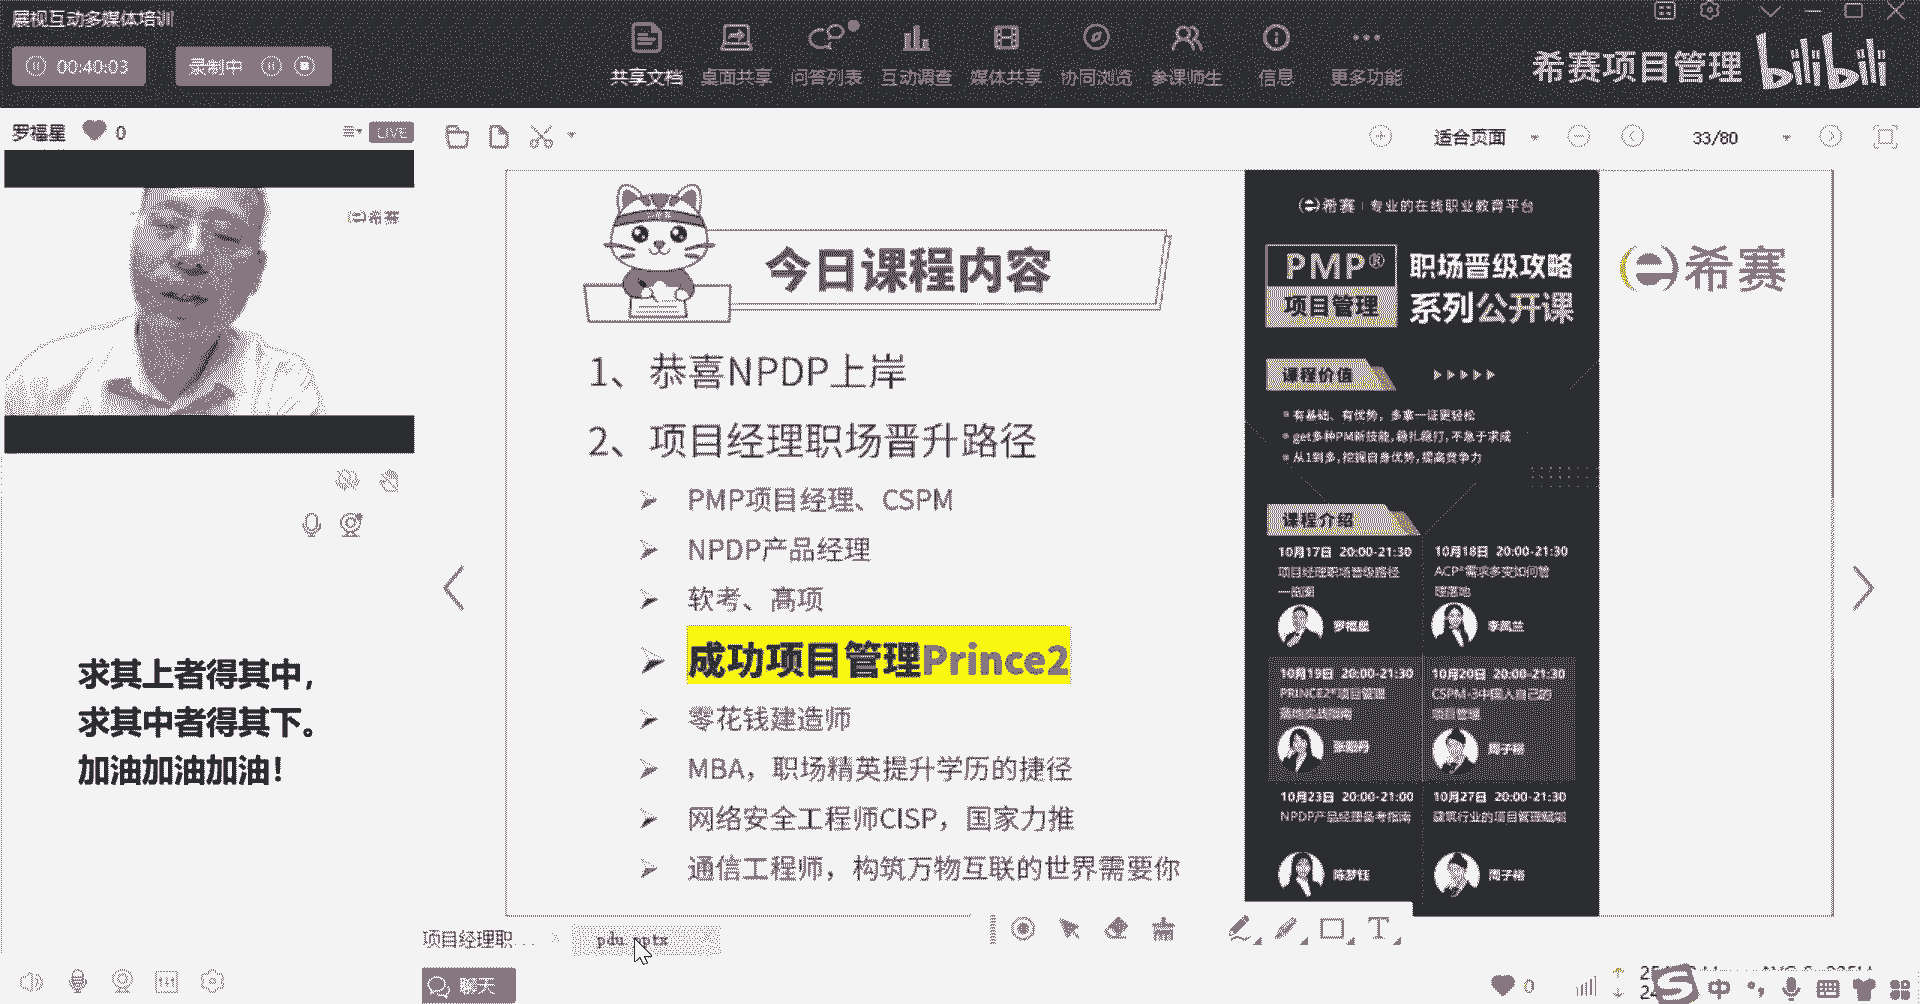 展视互动多媒体培训
00:40:03
录制中
共享文档 桌面共享 问答列表 互动调查 媒体共享 协同浏览 参课师生 信息 更多功能
希赛项目管理 bilibili
罗福星 0
LIVE
适合页面
33/80
希赛
今日课程内容
1、恭喜NPDP上岸
2、项目经理职场晋升路径
PMP项目经理、CSPM
NPDP产品经理
软考、高项
成功项目管理Prince2
零花钱建造师
MBA，职场精英提升学历的捷径
网络安全工程师CISP，国家力推
通信工程师，构筑万物互联的世界需要你
希赛 | 专业的在线职业教育平台
PMP® 职场晋级攻略
项目管理 系列公开课
课程价值
有基础、有优势，多拿一证更轻松
get多种PM新技能,稳扎稳打,不急于求成
从1到多,挖掘自身优势,提高竞争力
课程介绍
10月17日 20:00-21:30
项目经理职场晋级路径
一览图
罗福星
10月18日 20:00-21:30
ACP®需求多变如何管
理落地
李凤兰
10月19日 20:00-21:30
PRINCE2®项目管理
落地实战指南
10月20日 20:00-21:30
CSPM-3中国人自己的
项目管理
周子裕
10月23日 20:00-21:00
NPDP产品经理备考指南
陈梦钰
10月27日 20:00-21:30
建筑行业的项目管理赋能
周子裕
希赛
求其上者得其中，
求其中者得其下。
加油加油加油！
项目经理职...
pdu.pptx
聊天
0
中